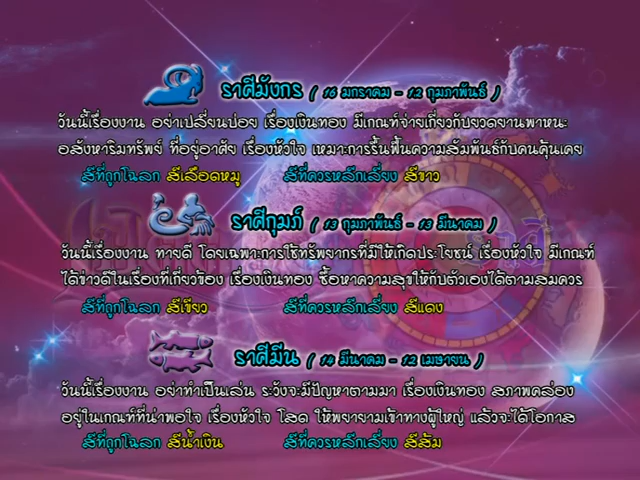 ราศีมังกร ( 16 มกราคม - 12 กุมภาพันธ์ )
วันนี้เรื่องงาน อย่าเปลี่ยนบ่อย เรื่องเงินทอง มีเกณฑ์จ่ายเกี่ยวกับยวดยานพาหนะ
อสังหาริมทรัพย์ ที่อยู่อาศัย เรื่องหัวใจ เหมาะการรื้นฟื้นความสัมพันธ์กับคนคุ้นเคย
สีที่ถูกโฉลก สีเลือดหมู สีที่ควรหลีกเลี่ยง สีขาว
ราศีกุมภ์ ( 13 กุมภาพันธ์ - 13 มีนาคม )
วันนี้เรื่องงาน ทายดี โดยเฉพาะการใช้ทรัพยากรที่มีให้เกิดประโยชน์ เรื่องหัวใจ มีเกณฑ์
ได้ข่าวดีในเรื่องที่เกี่ยวข้อง เรื่องเงินทอง ซื้อหาความสุขให้กับตัวเองได้ตามสมควร
สีที่ถูกโฉลก สีเขียว สีที่ควรหลีกเลี่ยง สีแดง
ราศีมีน ( 14 มีนาคม - 12 เมษายน )
วันนี้เรื่องงาน อย่าทำเป็นเล่น ระวังจะมีปัญหาตามมา เรื่องเงินทอง สภาพคล่อง
อยู่ในเกณฑ์ที่น่าพอใจ เรื่องหัวใจ โสด ให้พยายามเข้าทางผู้ใหญ่ แล้วจะได้โอกาส
สีที่ถูกโฉลก สีน้ำเงิน สีที่ควรหลีกเลี่ยง สีส้ม